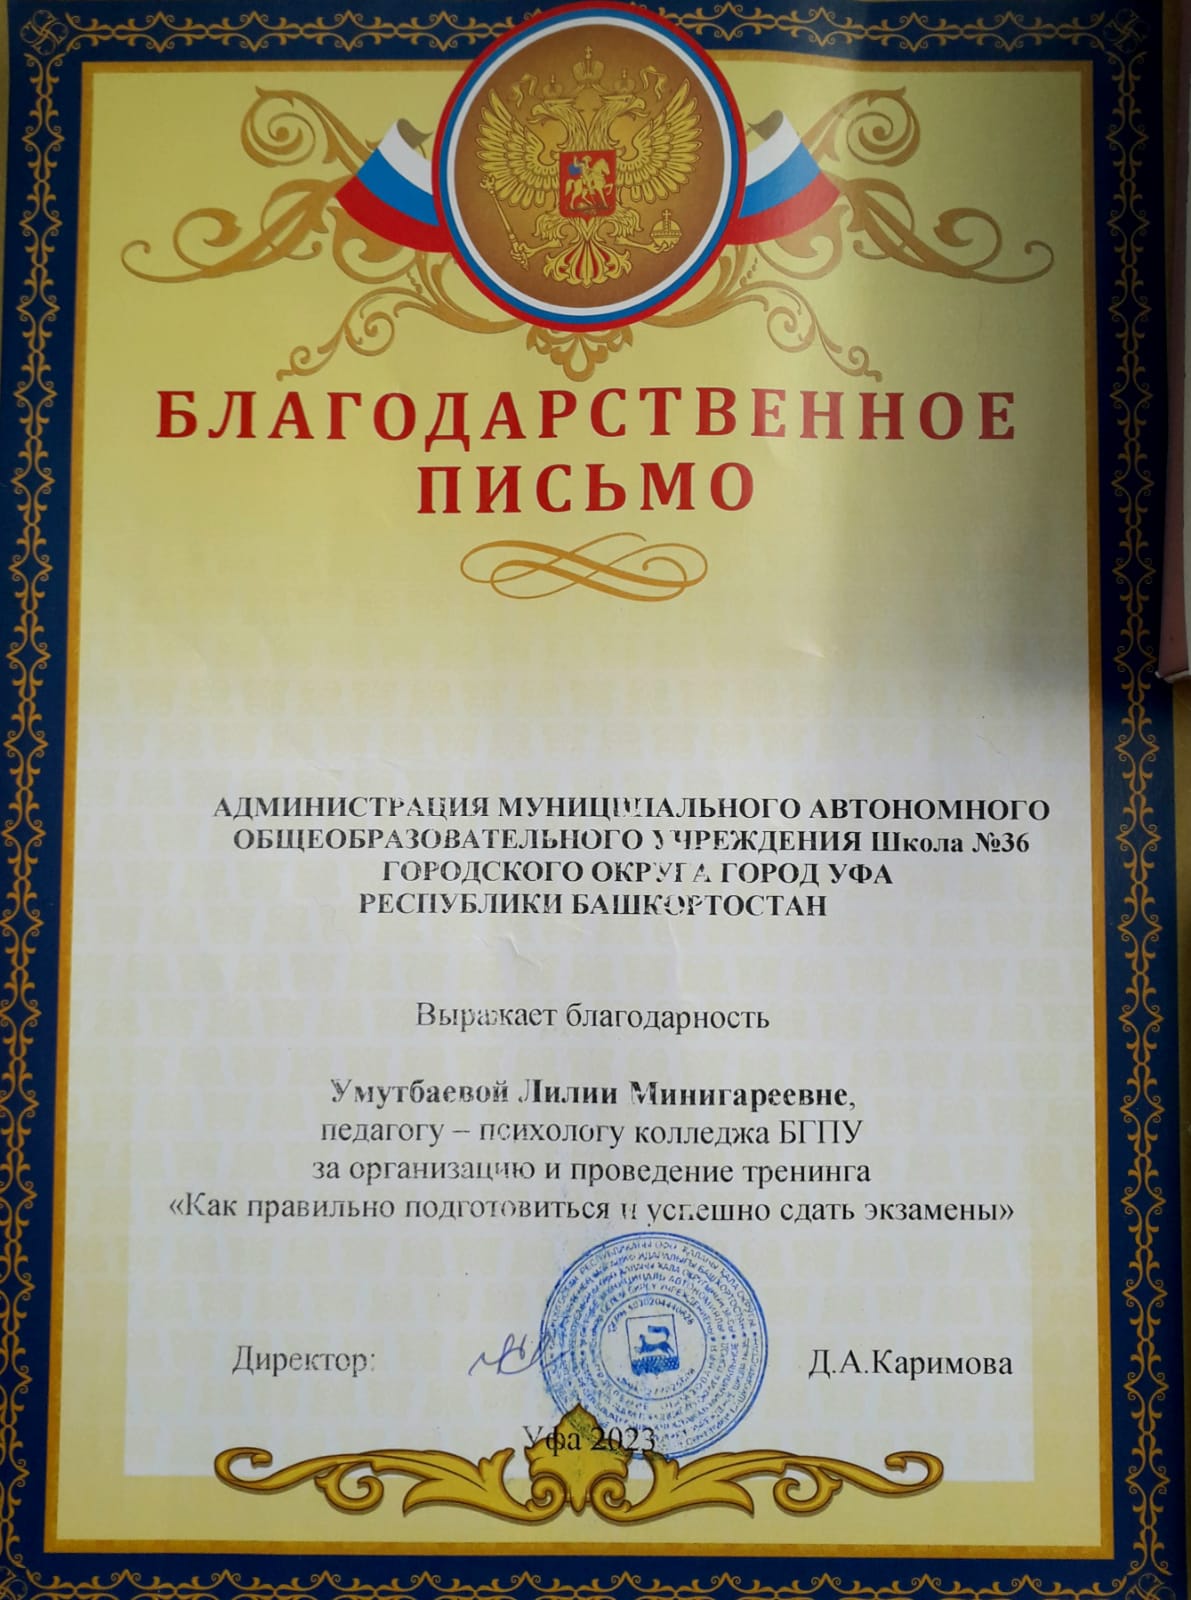 БЛАГОДАРСТВЕННОЕ
ПИСЬМО
АДМИНИСТРАЦИЯ МУНИЦИПАЛЬНОГО АВТОНОМНОГО
ОБЩЕОБРАЗОВАТЕЛЬНОГО УЧРЕЖДЕНИЯ Школа №36
ГОРОДСКОГО ОКРУГА ГОРОД УФА
РЕСПУБЛИКИ БАШКОРТОСТАН
Выражает благодарность
Умутбаевой Лилии Минигареевне,
педагогу – психологу колледжа БГПУ
за организацию и проведение тренинга
«Как правильно подготовиться и успешно сдать экзамены»
Директор: Д.А.Каримова
Уфа 2023